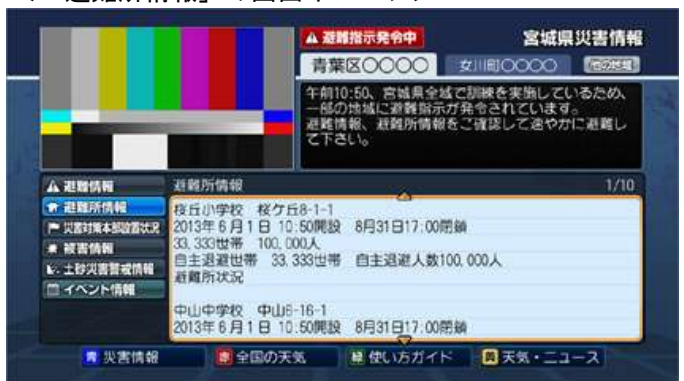 避難指示発令中
宮城県災害情報
青葉区〇〇〇〇
女川町〇〇〇〇
他の地域
午前10:50、宮城県全域で訓練を実施しているため、
一部の地域に避難指示が発令されています。
避難情報、避難所情報をご確認して速やかに避難し
て下さい。
避難情報
避難所情報
災害対策本部設置状況
被害情報
土砂災害警戒情報
イベント情報
避難所情報
1/10
桜丘小学校 桜ケ丘8-1-1
2013年6月1日 10:50開設 8月31日17:00閉鎖
33,333世帯 100,000人
自主退避世帯 33,333世帯 自主退避人数100,000人
避難所状況
中山中学校 中山6-16-1
2013年6月1日 10:50開設 8月31日17:00閉鎖
青 災害情報
赤 全国の天気
緑 使い方ガイド
黄 天気・ニュース